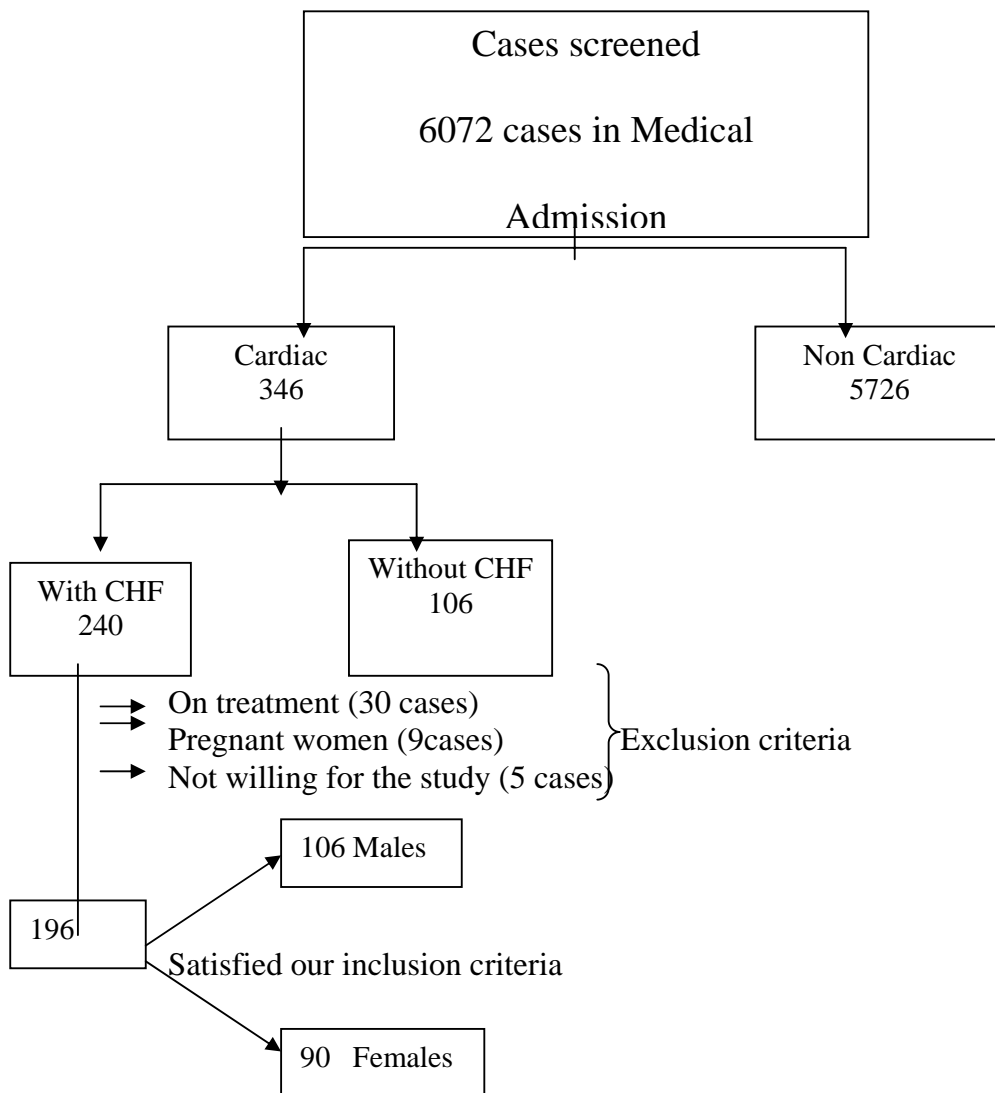 Cases screened
6072 cases in Medical
Admission
Cardiac
346
Non Cardiac
5726
With CHF
240
Without CHF
106
On treatment (30 cases)
Pregnant women (9cases)
Not willing for the study (5 cases)
Exclusion criteria
106 Males
196
Satisfied our inclusion criteria
90 Females